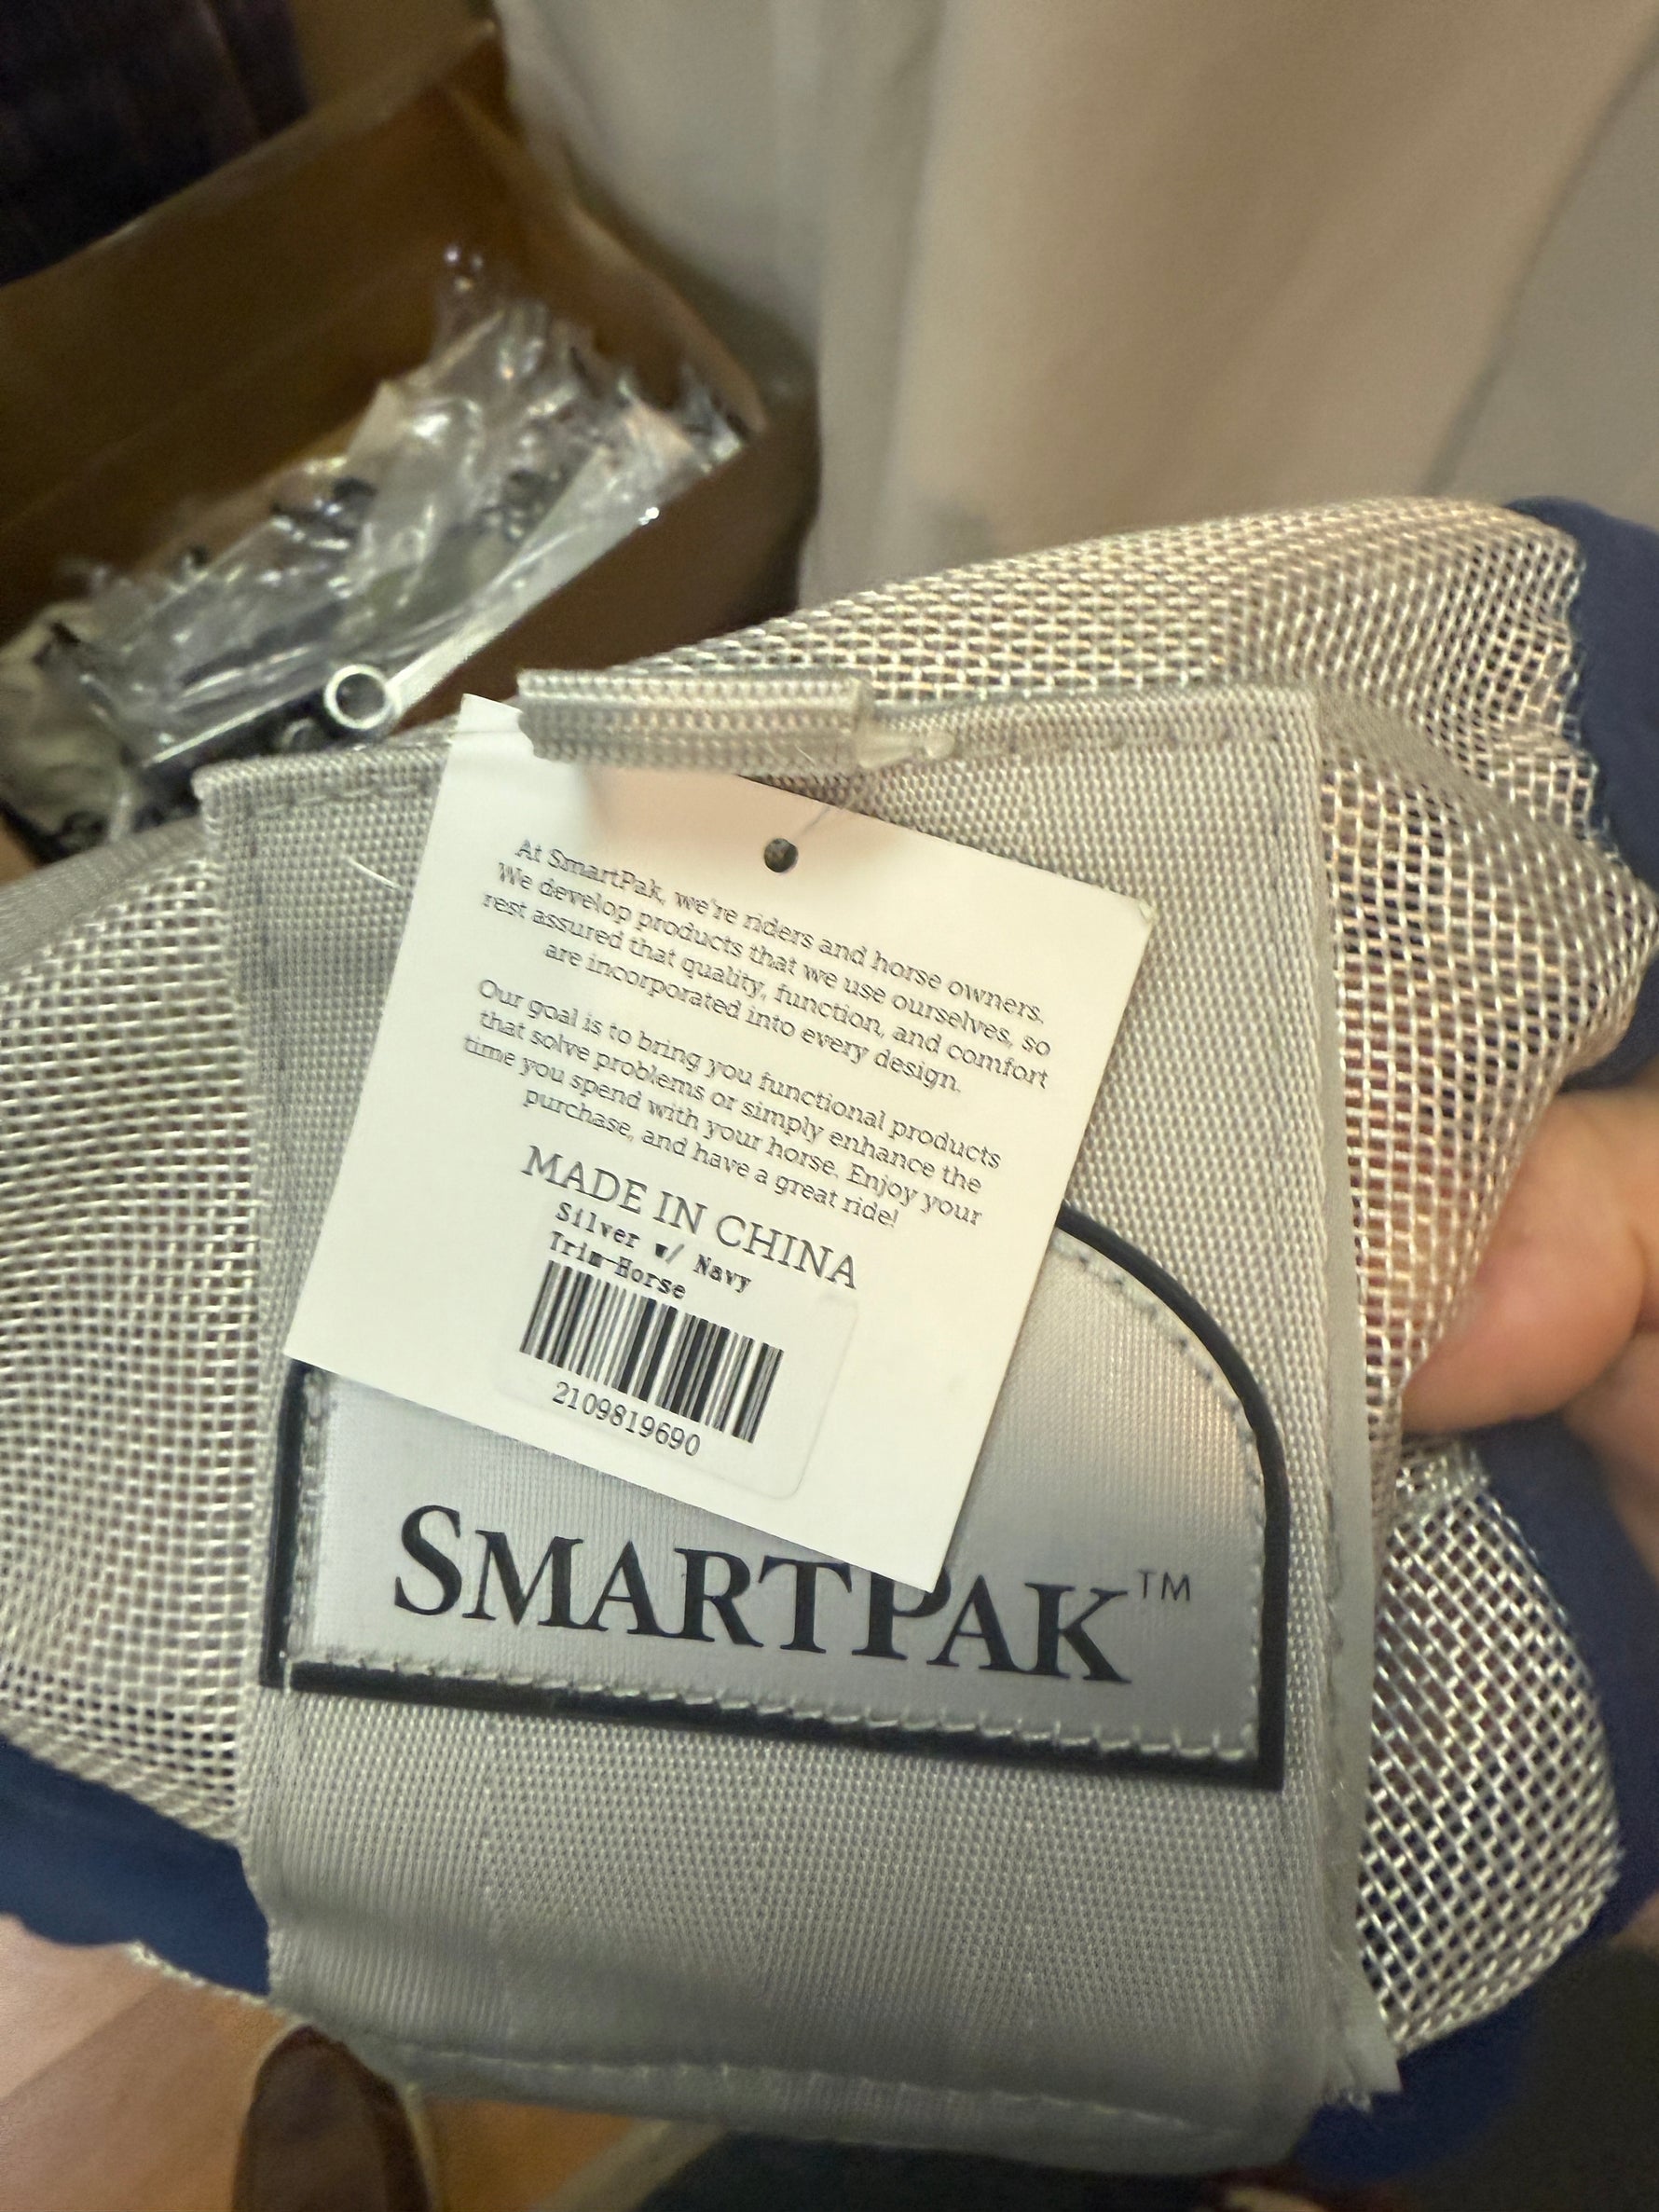 At SmartPak, we're riders and horse owners.
We develop products that we use ourselves, so
rest assured that quality, function, and comfort
are incorporated into every design.
Our goal is to bring you functional products
that solve problems or simply enhance the
time you spend with your horse. Enjoy your
purchase, and have a great ride!
MADE IN CHINA
Silver w/ Navy
Trim-Horse
2109819690
SMARTPAK™